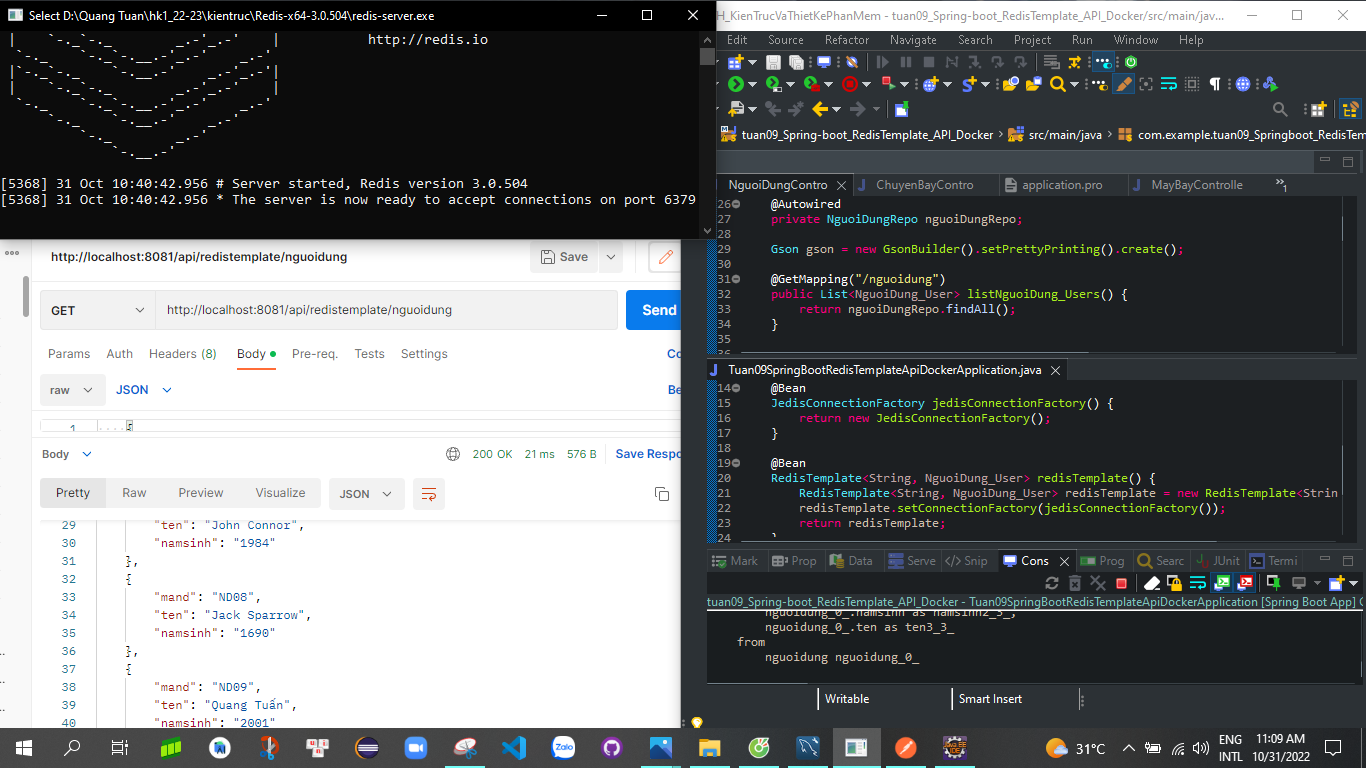 Select D:\Quang Tuan\hk1_22-23\kientruc\Redis-x64-3.0.504\redis-server.exe
http://redis.io
[5368] 31 Oct 10:40:42.956 # Server started, Redis version 3.0.504
[5368] 31 Oct 10:40:42.956 * The server is now ready to accept connections on port 6379
H_KienTrucVaThietKePhanMem - tuan09_Spring-boot_RedisTemplate_API_Docker/src/main/jav...
Edit Source Refactor Navigate Search Project Run Window Help
tuan09_Spring-boot_RedisTemplate_API_Docker src/main/java com.example.tuan09_Springboot_RedisTem
NguoiDungContro ChuyenBayContro application.pro MayBayControlle »1
26 @Autowired
27 private NguoiDungRepo nguoiDungRepo;
28
29 Gson gson = new GsonBuilder().setPrettyPrinting().create();
30
31 @GetMapping("/nguoidung")
32 public List<NguoiDung_User> listNguoiDung_Users() {
33 return nguoiDungRepo.findAll();
34 }
35
36
Tuan09SpringBootRedisTemplateApiDockerApplication.java
14 @Bean
15 JedisConnectionFactory jedisConnectionFactory() {
16 return new JedisConnectionFactory();
17 }
18
19 @Bean
20 RedisTemplate<String, NguoiDung_User> redisTemplate() {
21 RedisTemplate<String, NguoiDung_User> redisTemplate = new RedisTemplate<Strin
22 redisTemplate.setConnectionFactory(jedisConnectionFactory());
23 return redisTemplate;
24 }
Mark Prop Data Serve Snip Cons Prog Searc JUnit Termi
tuan09_Spring-boot_RedisTemplate_API_Docker - Tuan09SpringBootRedisTemplateApiDockerApplication [Spring Boot App] C
nguoidung_0_.namsinh as namsinh2_3_,
nguoidung_0_.ten as ten3_3_
from
nguoidung nguoidung_0_
Writable Smart Insert
http://localhost:8081/api/redistemplate/nguoidung Save
GET http://localhost:8081/api/redistemplate/nguoidung Send
Params Auth Headers (8) Body Pre-req. Tests Settings Co
raw JSON Be
1 [
Body 200 OK 21 ms 576 B Save Respo
Pretty Raw Preview Visualize JSON
29 "ten": "John Connor",
30 "namsinh": "1984"
31 },
32 {
33 "mand": "ND08",
34 "ten": "Jack Sparrow",
35 "namsinh": "1690"
36 },
37 {
38 "mand": "ND09",
39 "ten": "Quang Tuấn",
40 "namsinh": "2001"
Zalo
31°C ENG 11:09 AM
INTL 10/31/2022